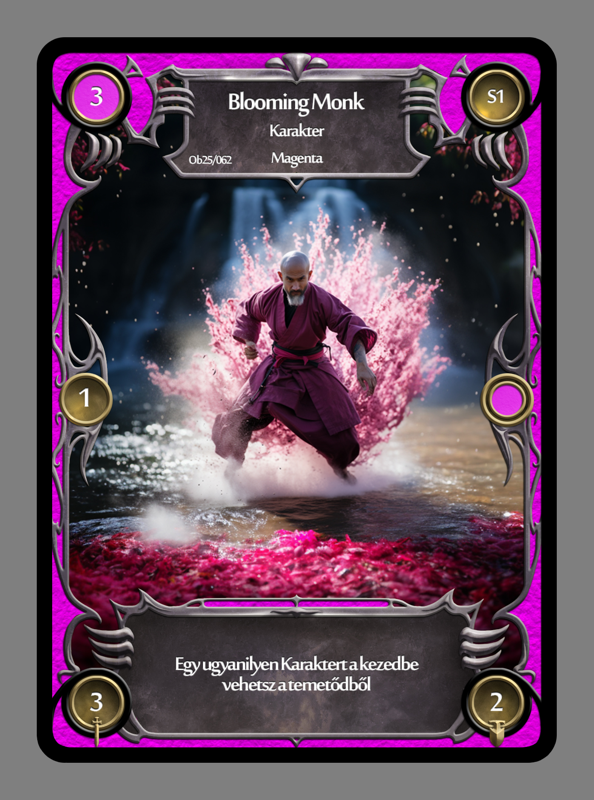 3
Blooming Monk
S1
Karakter
Ob25/062
Magenta
1
Egy ugyanilyen Karaktert a kezedbe
vehetsz a temetődből
3
2